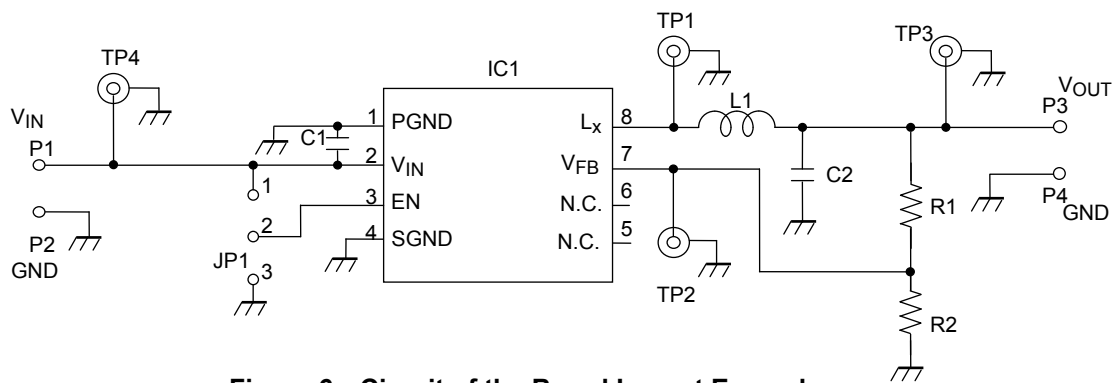 TP1
TP3
TP4
IC1
VOUT
L1
P3
VIN
P1
C1
1 PGND
Lx 8
2 VIN
VFB 7
C2
P4
GND
1
3 EN
N.C. 6
R1
2
4 SGND
N.C. 5
P2
GND
JP1
3
TP2
R2
Figure Circuit of the Board Layout Example